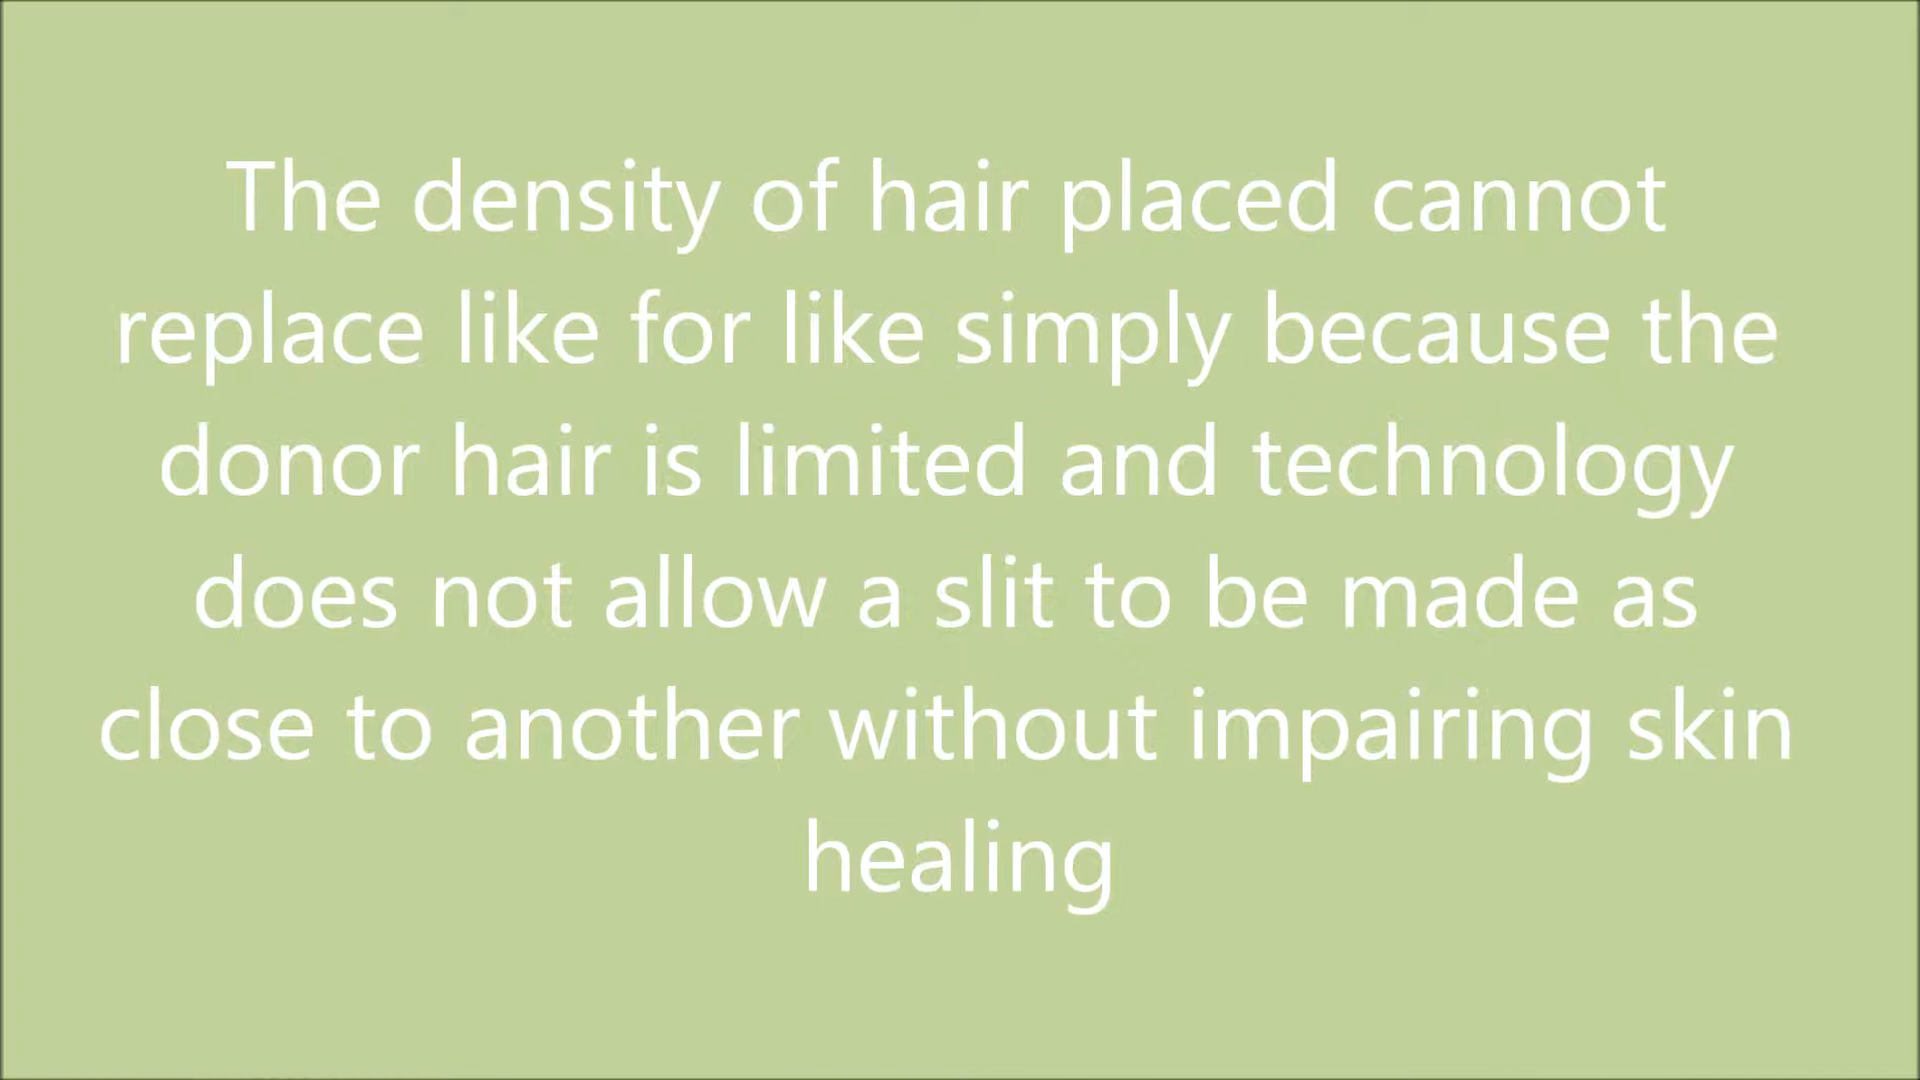 The density of hair placed cannot
replace like for like simply because the
donor hair is limited and technology
does not allow a slit to be made as
close to another without impairing skin
healing